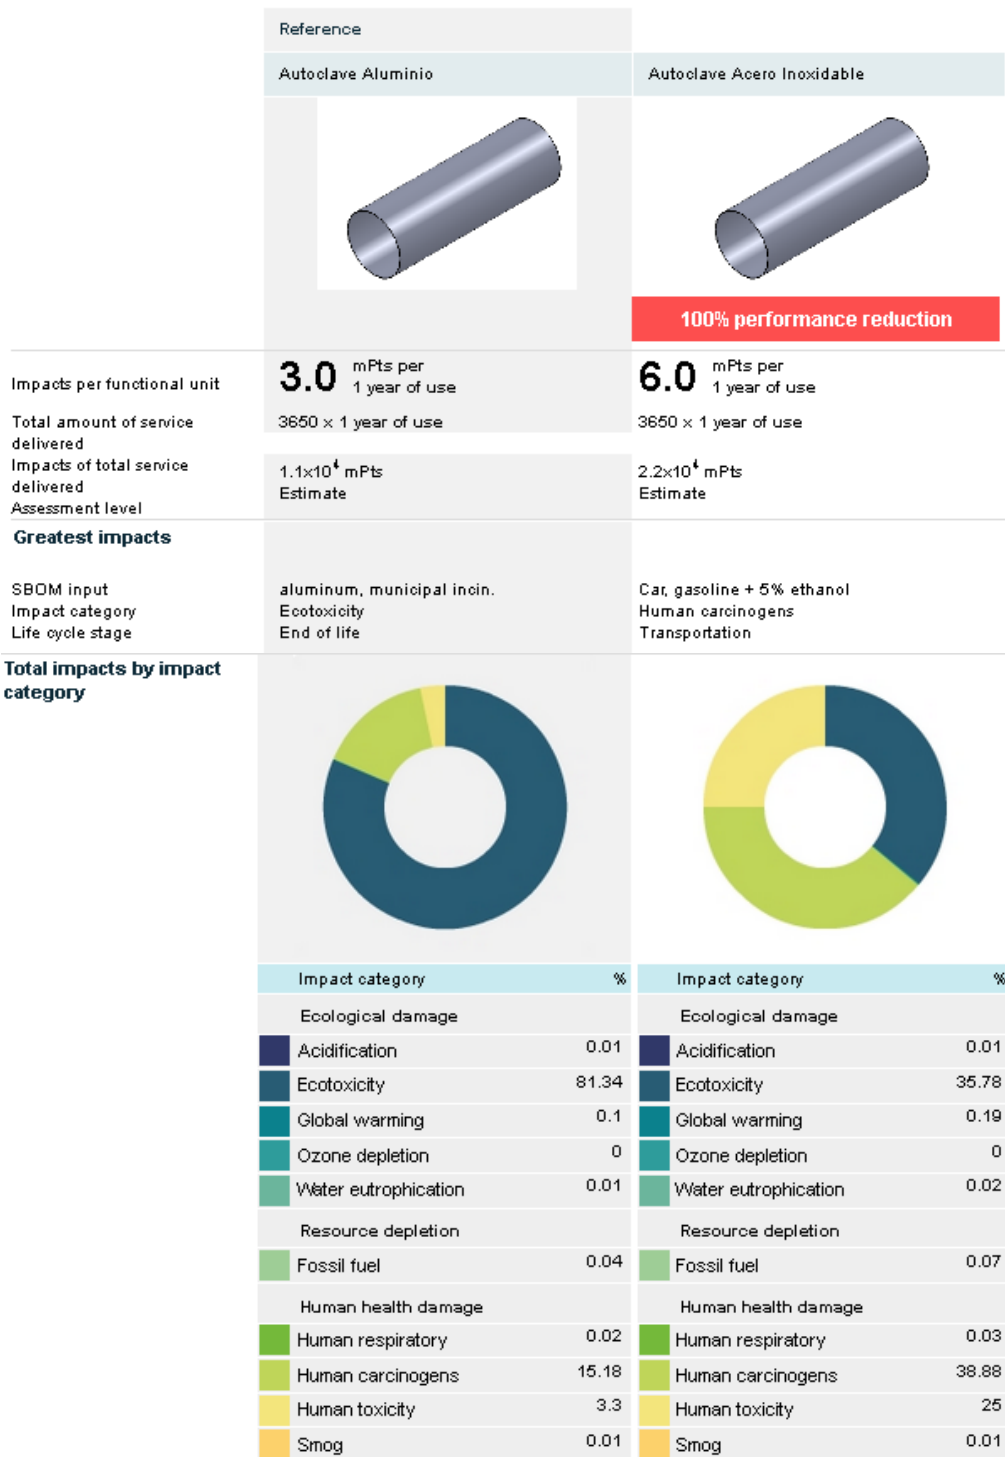 Reference
Autoclave Aluminio
Autoclave Acero Inoxidable
100% performance reduction
Impacts per functional unit
3.0 mPts per
1 year of use
6.0 mPts per
1 year of use
Total amount of service
delivered
3650 x 1 year of use
3650 x 1 year of use
Impacts of total service
delivered
1.1x10⁴ mPts
2.2x10⁴ mPts
Assessment level
Estimate
Estimate
Greatest impacts
SBOM input
aluminum, municipal incin.
Car, gasoline + 5% ethanol
Impact category
Ecotoxicity
Human carcinogens
Life cycle stage
End of life
Transportation
Total impacts by impact
category
Impact category %
Ecological damage
Acidification 0.01
Ecotoxicity 81.34
Global warming 0.1
Ozone depletion 0
Water eutrophication 0.01
Resource depletion
Fossil fuel 0.04
Human health damage
Human respiratory 0.02
Human carcinogens 15.18
Human toxicity 3.3
Smog 0.01
Impact category %
Ecological damage
Acidification 0.01
Ecotoxicity 35.78
Global warming 0.19
Ozone depletion 0
Water eutrophication 0.02
Resource depletion
Fossil fuel 0.07
Human health damage
Human respiratory 0.03
Human carcinogens 38.88
Human toxicity 25
Smog 0.01